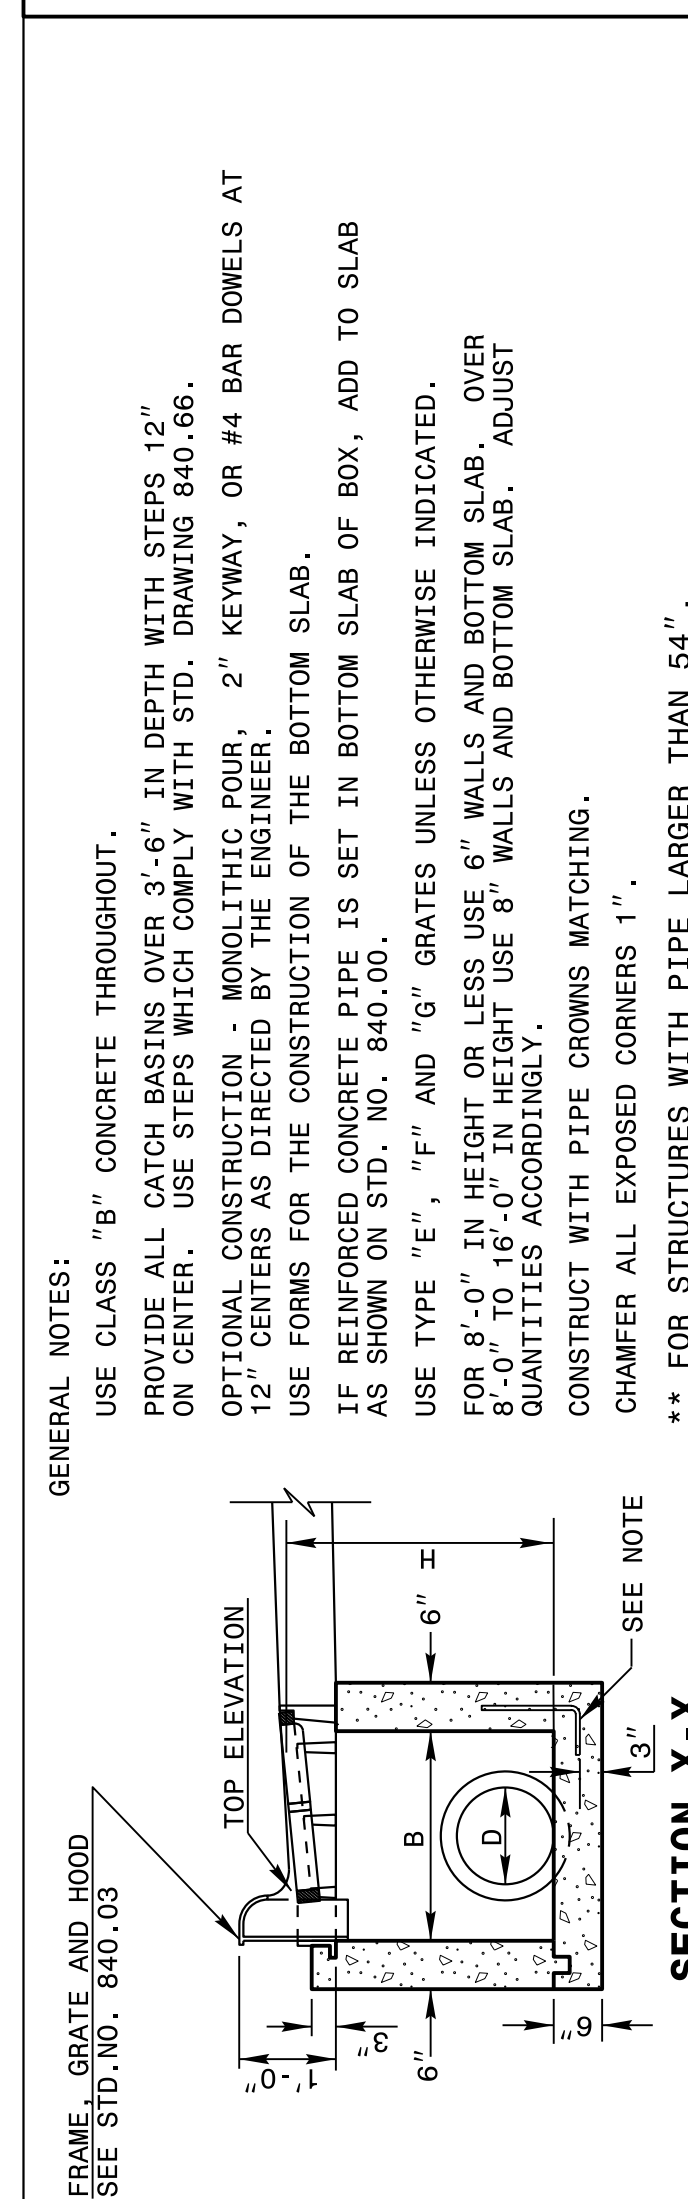 GENERAL NOTES:
USE CLASS "B" CONCRETE THROUGHOUT.
PROVIDE ALL CATCH BASINS OVER 3'-6" IN DEPTH WITH STEPS 12"
ON CENTER. USE STEPS WHICH COMPLY WITH STD. DRAWING 840.66.
OPTIONAL CONSTRUCTION - MONOLITHIC POUR, 2" KEYWAY, OR #4 BAR DOWELS AT
12" CENTERS AS DIRECTED BY THE ENGINEER.
USE FORMS FOR THE CONSTRUCTION OF THE BOTTOM SLAB.
IF REINFORCED CONCRETE PIPE IS SET IN BOTTOM SLAB OF BOX, ADD TO SLAB
AS SHOWN ON STD. NO. 840.00.
USE TYPE "E", "F" AND "G" GRATES UNLESS OTHERWISE INDICATED.
FOR 8'-0" IN HEIGHT OR LESS USE 6" WALLS AND BOTTOM SLAB. OVER
8'-0" TO 16'-0" IN HEIGHT USE 8" WALLS AND BOTTOM SLAB. ADJUST
QUANTITIES ACCORDINGLY.
CONSTRUCT WITH PIPE CROWNS MATCHING.
CHAMFER ALL EXPOSED CORNERS 1".
** FOR STRUCTURES WITH PIPE LARGER THAN 54".
FRAME, GRATE AND HOOD
SEE STD.NO. 840.03
TOP ELEVATION
1'-0"
3"
9"
B
6"
H
D
6"
3"
SEE NOTE
SECTION X-X